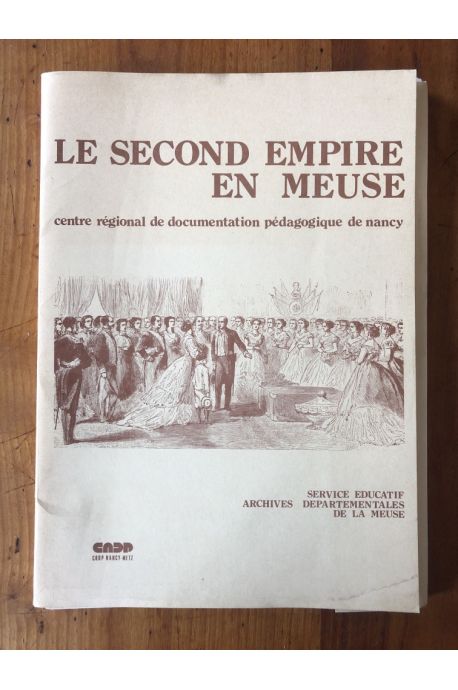 LE SECOND EMPIRE
EN MEUSE
centre régional de documentation pédagogique de nancy
SERVICE EDUCATIF
ARCHIVES DEPARTEMENTALES
DE LA MEUSE
CRDP
CRDP NANCY-METZ